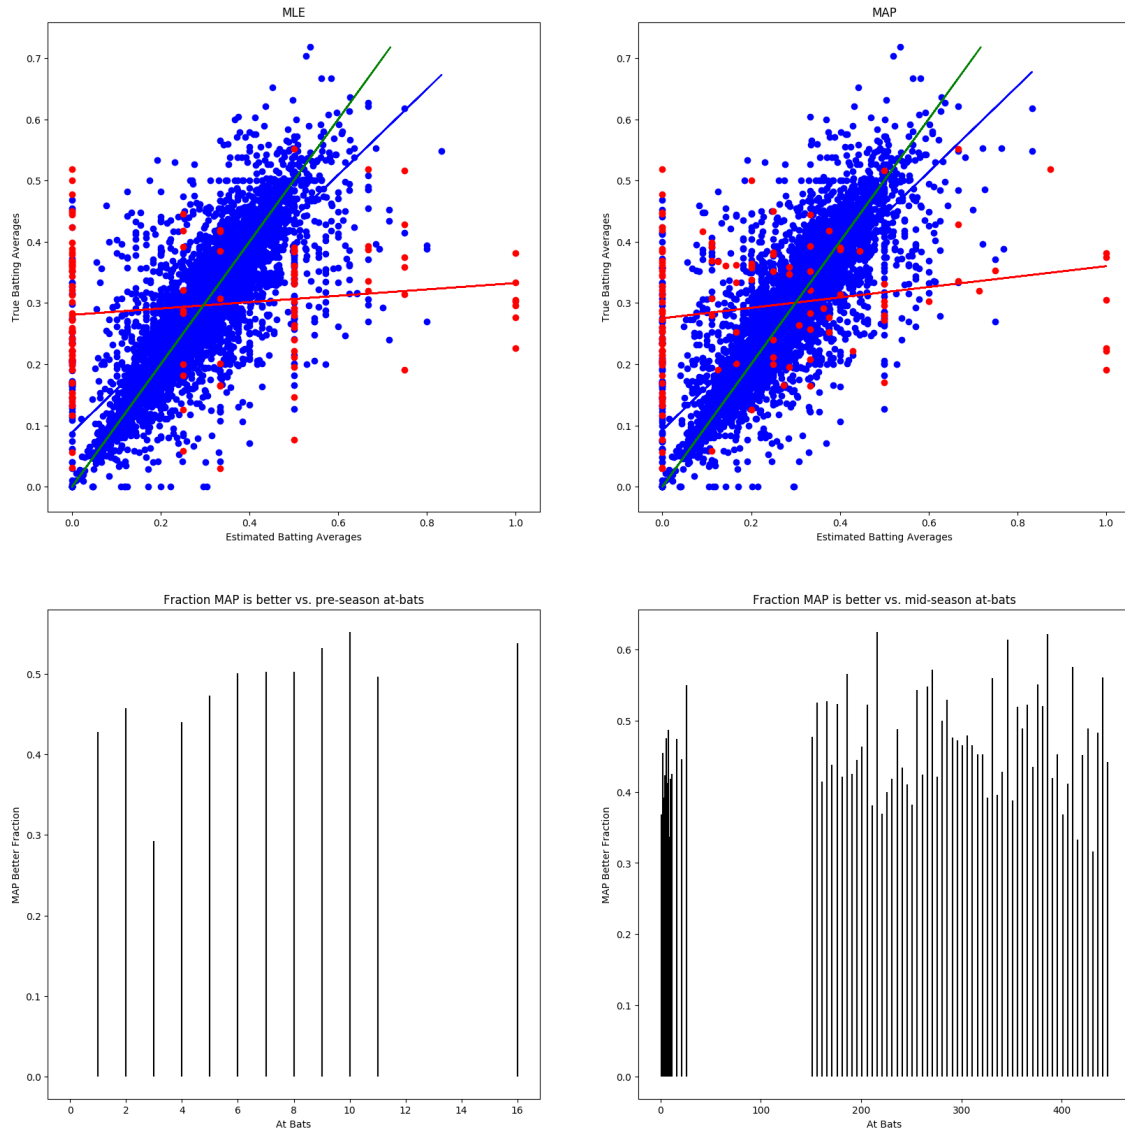 MLE
True Batting Averages
0.7
0.6
0.5
0.4
0.3
0.2
0.1
0.0
0.0 0.2 0.4 0.6 0.8 1.0
Estimated Batting Averages
MAP
True Batting Averages
0.7
0.6
0.5
0.4
0.3
0.2
0.1
0.0
0.0 0.2 0.4 0.6 0.8 1.0
Estimated Batting Averages
Fraction MAP is better vs. pre-season at-bats
MAP Better Fraction
0.5
0.4
0.3
0.2
0.1
0.0
0 2 4 6 8 10 12 14 16
At Bats
Fraction MAP is better vs. mid-season at-bats
MAP Better Fraction
0.6
0.5
0.4
0.3
0.2
0.1
0.0
0 100 200 300 400
At Bats